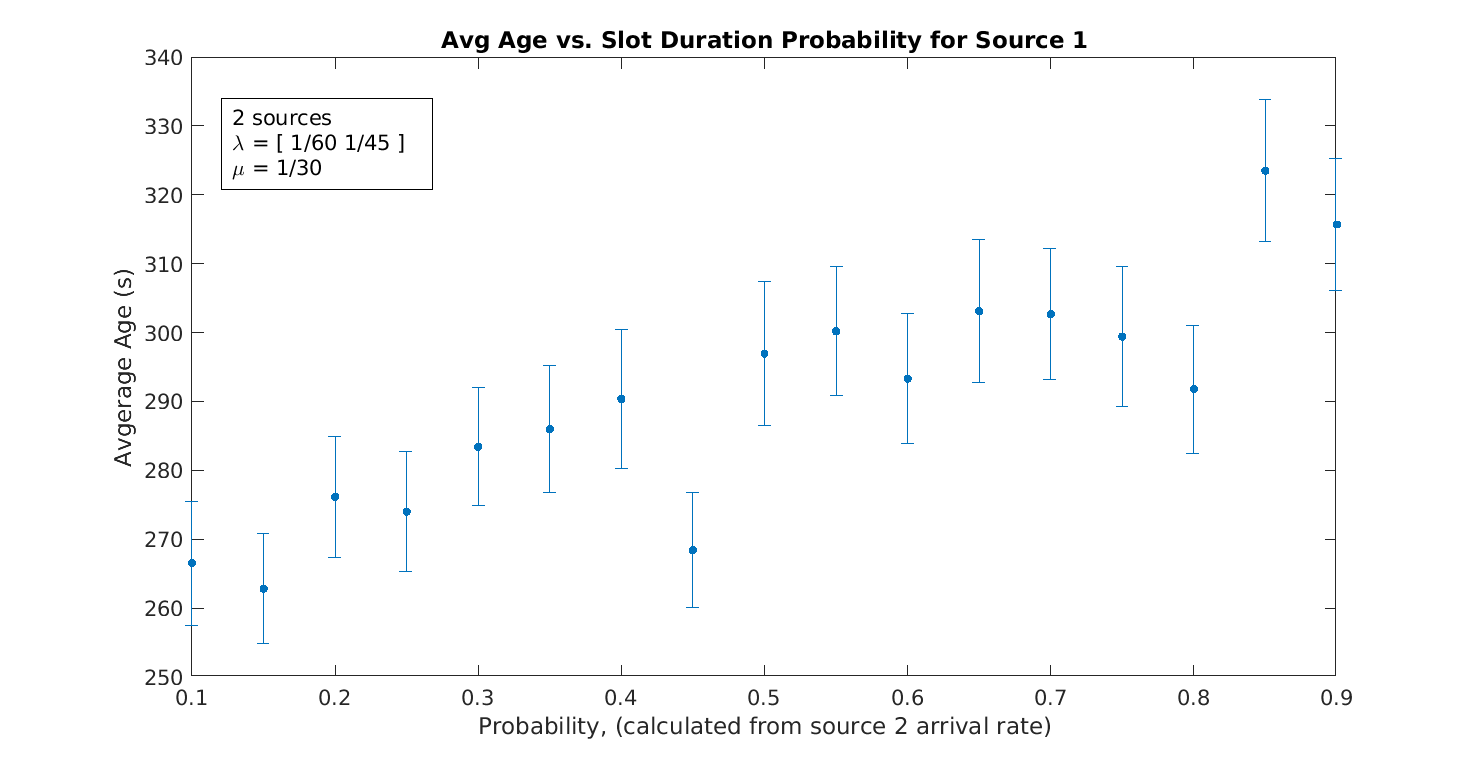 Avg Age vs. Slot Duration Probability for Source 1
340
330
320
310
300
290
280
270
260
250
2 sources
λ = [ 1/60 1/45 ]
μ = 1/30
Avgerage Age (s)
0.1 0.2 0.3 0.4 0.5 0.6 0.7 0.8 0.9
Probability, (calculated from source 2 arrival rate)